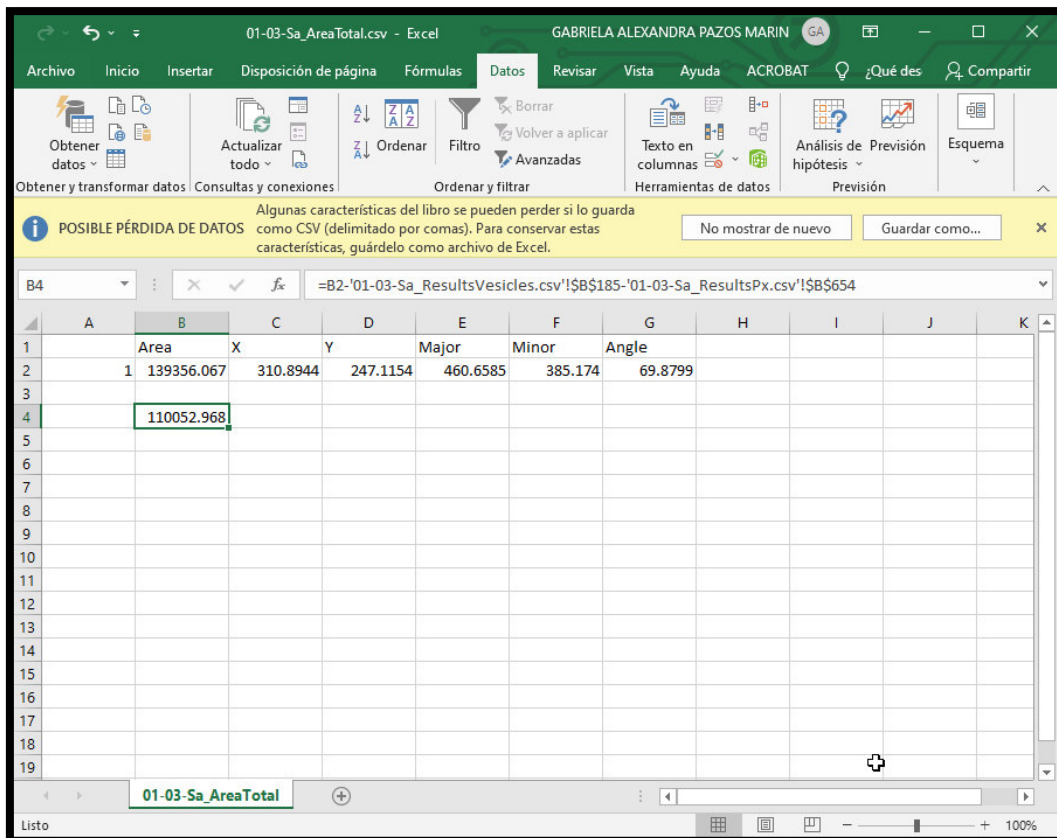 01-03-Sa_AreaTotal.csv - Excel GABRIELA ALEXANDRA PAZOS MARIN GA
Archivo Inicio Insertar Disposición de página Fórmulas Datos Revisar Vista Ayuda ACROBAT ¿Qué des Compartir
Obtener datos
Actualizar todo
Ordenar
Filtro
Borrar
Volver a aplicar
Avanzadas
Texto en columnas
Análisis de hipótesis
Previsión
Esquema
Obtener y transformar datos Consultas y conexiones Ordenar y filtrar Herramientas de datos Previsión
POSIBLE PÉRDIDA DE DATOS
Algunas características del libro se pueden perder si lo guarda
como CSV (delimitado por comas). Para conservar estas
características, guárdelo como archivo de Excel.
No mostrar de nuevo Guardar como...
B4 fx =B2-'01-03-Sa_ResultsVesicles.csv'!$B$185-'01-03-Sa_ResultsPx.csv'!$B$654
A B C D E F G H I J K
1 Area X Y Major Minor Angle
2 1 139356.067 310.8944 247.1154 460.6585 385.174 69.8799
3
4 110052.968
5
6
7
8
9
10
11
12
13
14
15
16
17
18
19
01-03-Sa_AreaTotal
Listo 100%